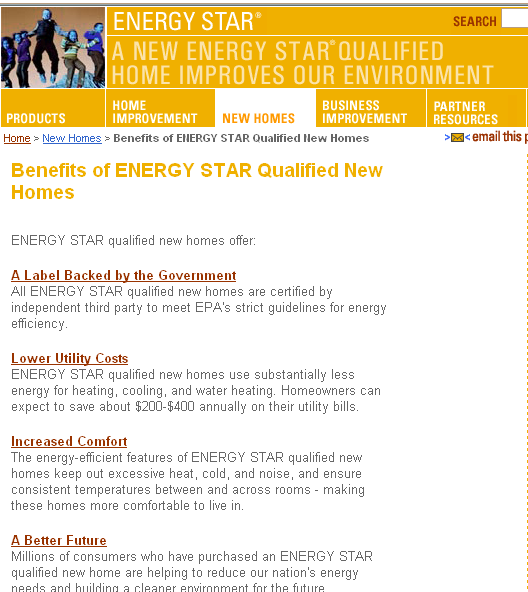 ENERGY STAR®
SEARCH
A NEW ENERGY STAR® QUALIFIED
HOME IMPROVES OUR ENVIRONMENT
PRODUCTS
HOME
IMPROVEMENT
NEW HOMES
BUSINESS
IMPROVEMENT
PARTNER
RESOURCES
Home > New Homes > Benefits of ENERGY STAR Qualified New Homes
> < email this p
Benefits of ENERGY STAR Qualified New
Homes
ENERGY STAR qualified new homes offer:
A Label Backed by the Government
All ENERGY STAR qualified new homes are certified by
independent third party to meet EPA's strict guidelines for energy
efficiency.
Lower Utility Costs
ENERGY STAR qualified new homes use substantially less
energy for heating, cooling, and water heating. Homeowners can
expect to save about $200-$400 annually on their utility bills.
Increased Comfort
The energy-efficient features of ENERGY STAR qualified new
homes keep out excessive heat, cold, and noise, and ensure
consistent temperatures between and across rooms - making
these homes more comfortable to live in.
A Better Future
Millions of consumers who have purchased an ENERGY STAR
qualified new home are helping to reduce our nation's energy
needs and building a cleaner environment for the future